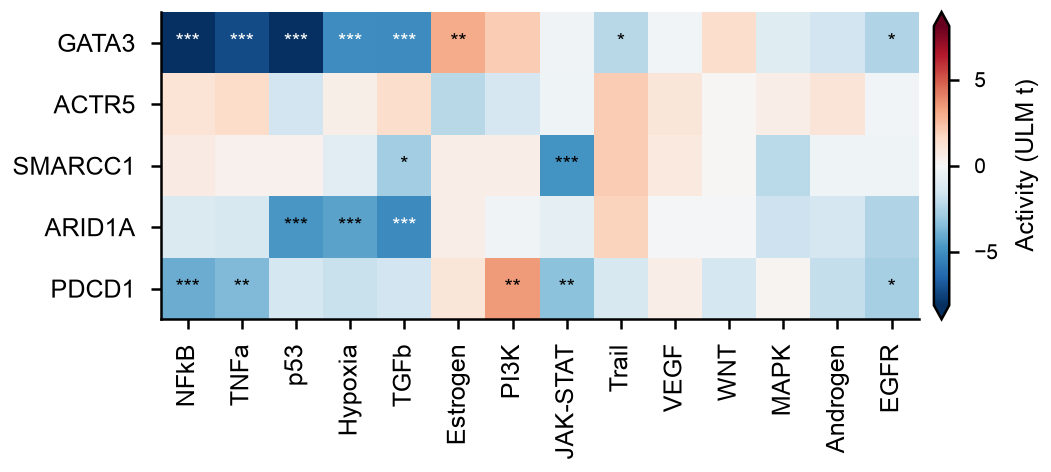 GATA3 *** *** *** *** *** ** * *
ACTR5
SMARCC1 * ***
ARID1A *** *** ***
PDCD1 *** ** ** ** *
NFkB TNFa p53 Hypoxia TGFb Estrogen PI3K JAK-STAT Trail VEGF WNT MAPK Androgen EGFR
5
0
−5
Activity (ULM t)